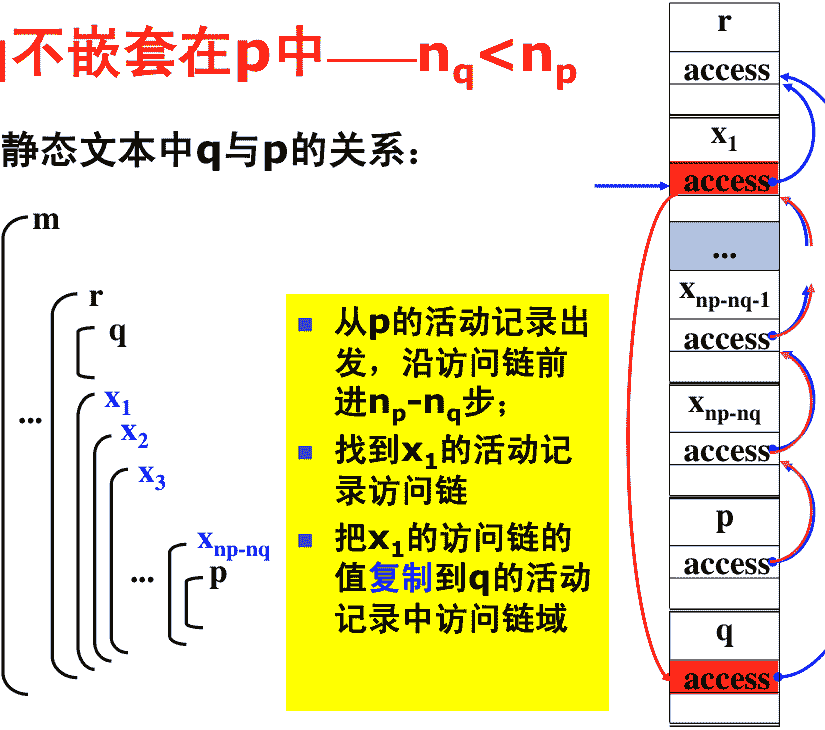 q不嵌套在p中——nq<np
静态文本中q与p的关系：
m
r
q
...
x1
x2
x3
...
xnp-nq
p
从p的活动记录出
发，沿访问链前
进np-nq步；
找到x1的活动记
录访问链
把x1的访问链的
值复制到q的活动
记录中访问链域
r
access
x1
access
...
xnp-nq-1
access
xnp-nq
access
p
access
q
access